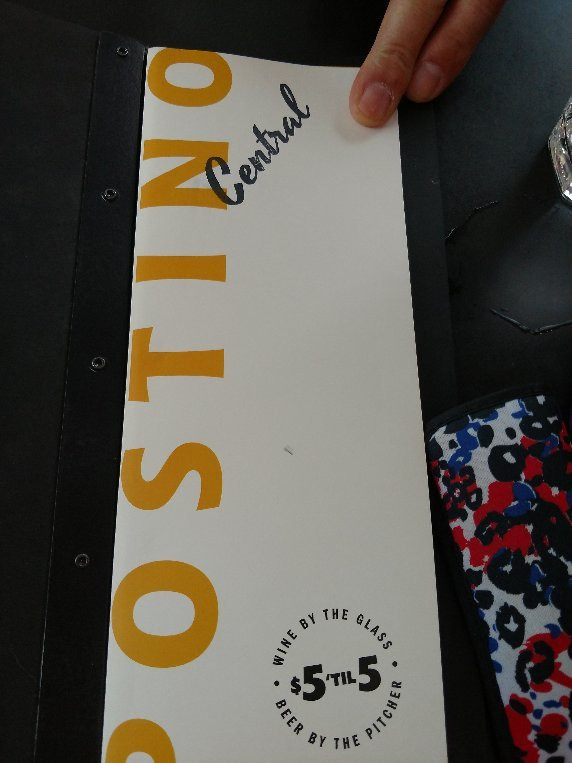 POSTINO
Central
WINE BY THE GLASS
$5 'TIL 5
BEER BY THE PITCHER